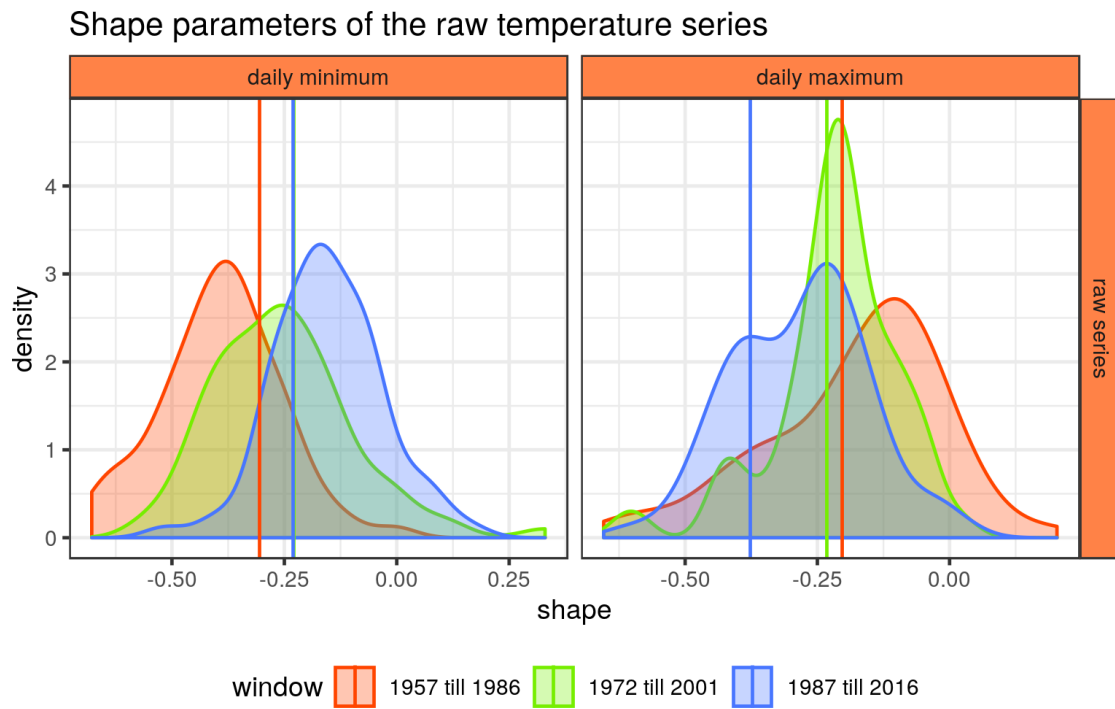 Shape parameters of the raw temperature series
daily minimum
daily maximum
raw series
density
4
3
2
1
0
-0.50
-0.25
0.00
0.25
-0.50
-0.25
0.00
shape
window
1957 till 1986
1972 till 2001
1987 till 2016